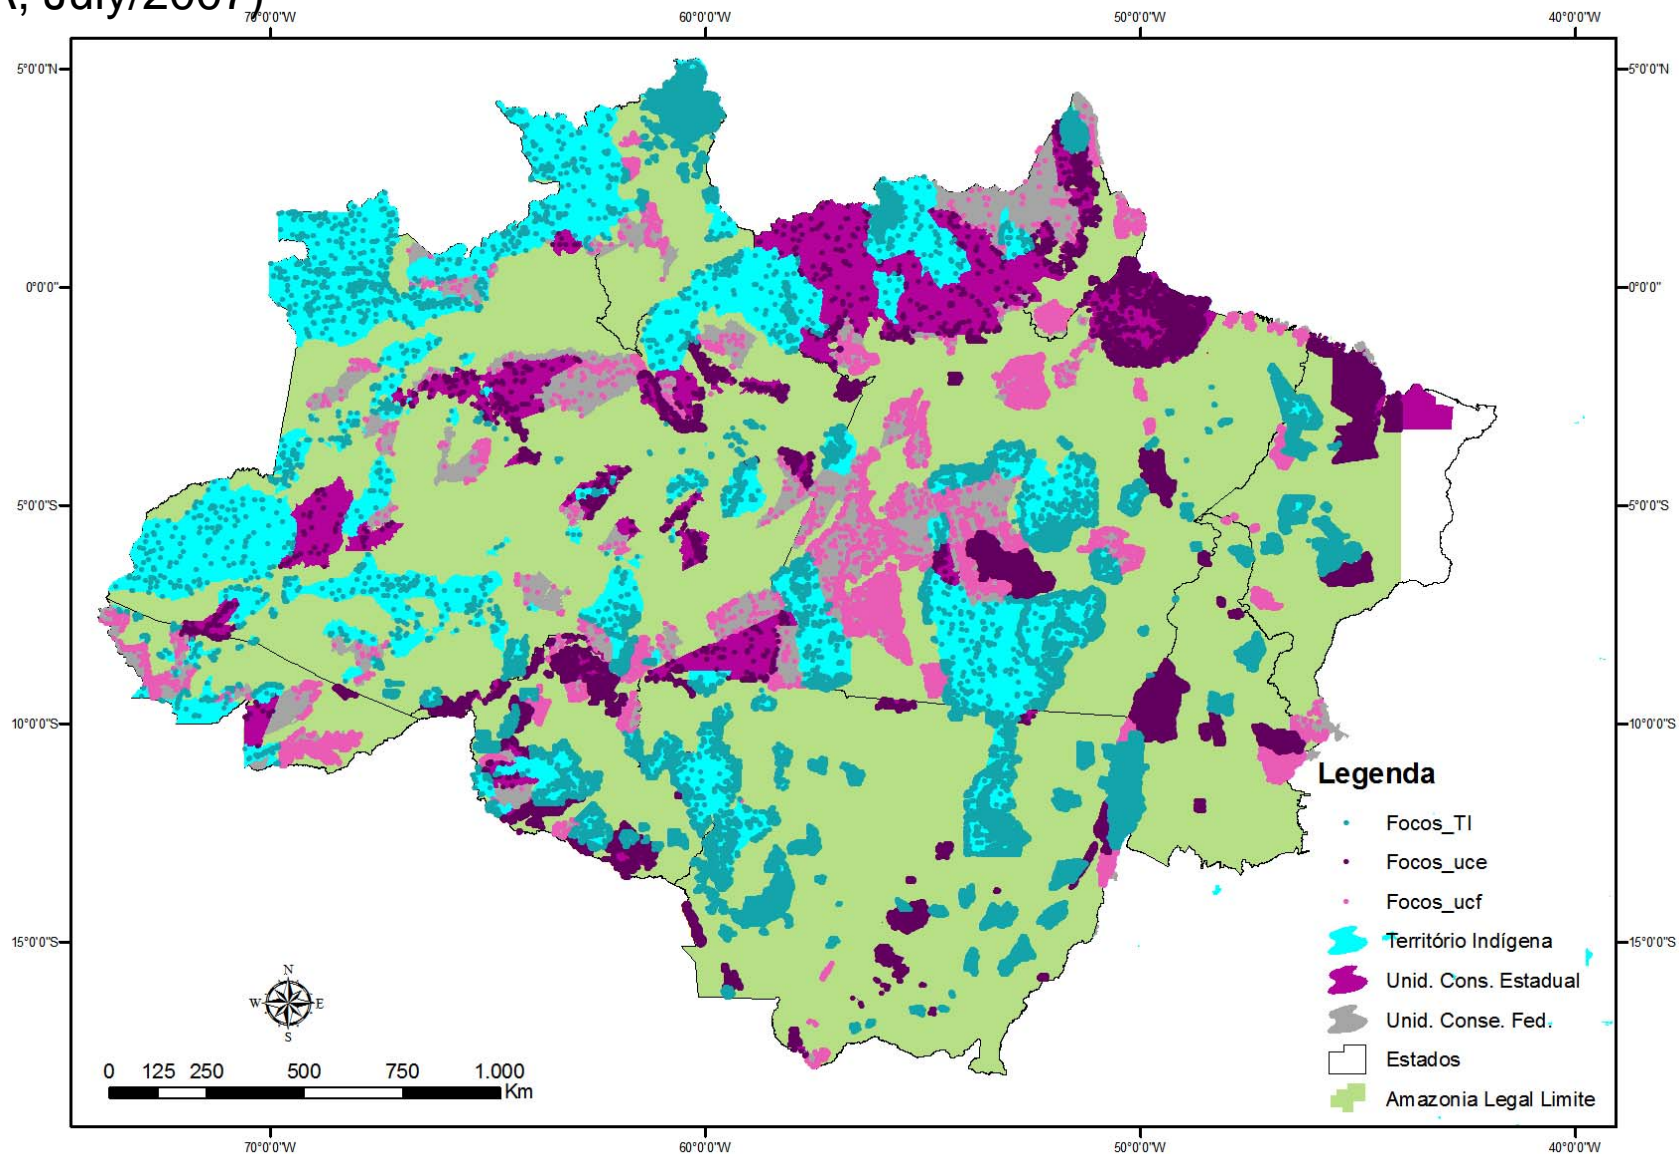 , July/2007)
70°0'0"W 60°0'0"W 50°0'0"W 40°0'0"W
5°0'0"N 5°0'0"N
0°0'0" 0°0'0"
5°0'0"S 5°0'0"S
10°0'0"S 10°0'0"S
Legenda
Focos_TI
Focos_uce
Focos_ucf
15°0'0"S 15°0'0"S
Território Indígena
Unid. Cons. Estadual
Unid. Conse. Fed.
Estados
Amazonia Legal Limite
N
W E
S
0 125 250 500 750 1.000
Km
70°0'0"W 60°0'0"W 50°0'0"W 40°0'0"W